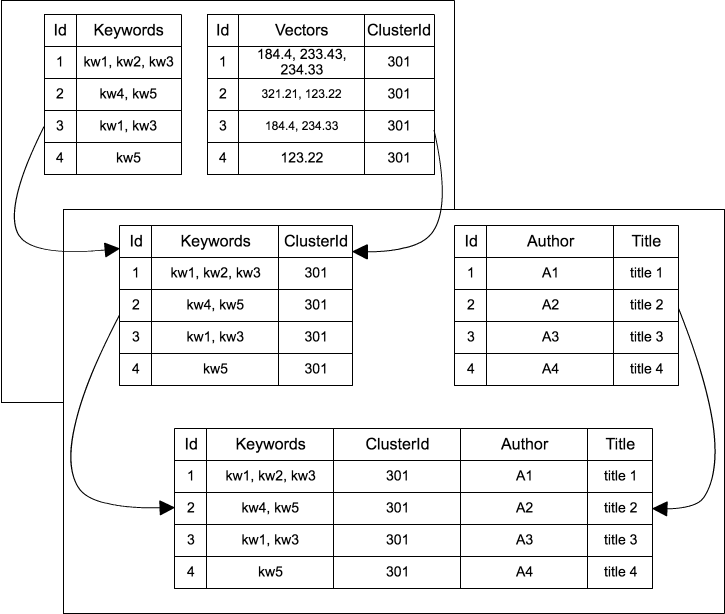 Id Keywords
1 kw1, kw2, kw3
2 kw4, kw5
3 kw1, kw3
4 kw5
Id Vectors ClusterId
1 184.4, 233.43, 301
234.33
2 321.21, 123.22 301
3 184.4, 234.33 301
4 123.22 301
Id Keywords ClusterId
1 kw1, kw2, kw3 301
2 kw4, kw5 301
3 kw1, kw3 301
4 kw5 301
Id Author Title
1 A1 title 1
2 A2 title 2
3 A3 title 3
4 A4 title 4
Id Keywords ClusterId Author Title
1 kw1, kw2, kw3 301 A1 title 1
2 kw4, kw5 301 A2 title 2
3 kw1, kw3 301 A3 title 3
4 kw5 301 A4 title 4